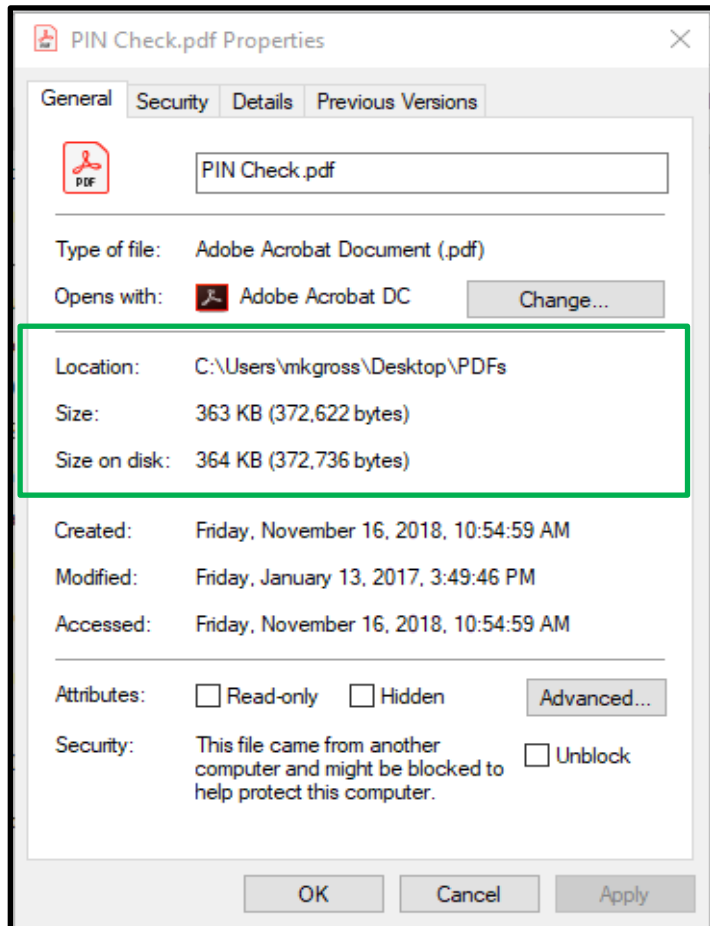 PIN Check.pdf Properties
General Security Details Previous Versions
PDF
PIN Check.pdf
Type of file: Adobe Acrobat Document (.pdf)
Opens with: Adobe Acrobat DC Change...
Location: C:\Users\mkgross\Desktop\PDFs
Size: 363 KB (372,622 bytes)
Size on disk: 364 KB (372,736 bytes)
Created: Friday, November 16, 2018, 10:54:59 AM
Modified: Friday, January 13, 2017, 3:49:46 PM
Accessed: Friday, November 16, 2018, 10:54:59 AM
Attributes: Read-only Hidden Advanced...
Security: This file came from another
computer and might be blocked to
help protect this computer.
Unblock
OK Cancel Apply